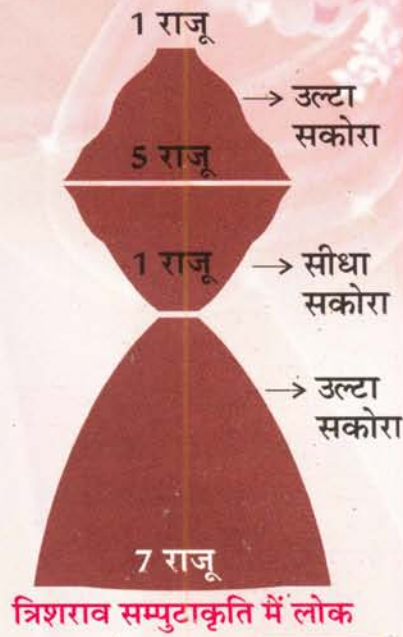 1 राजू
→ उल्टा
सकोरा
5 राजू
1 राजू
→ सीधा
सकोरा
→ उल्टा
सकोरा
7 राजू
त्रिशराव सम्पुटाकृति में लोक